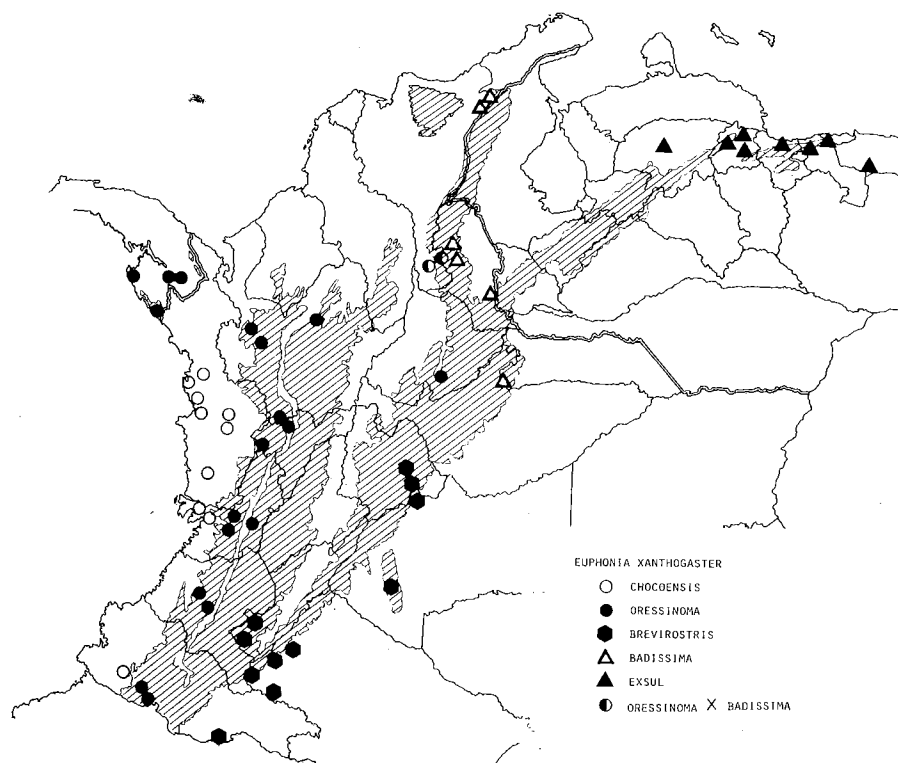 EUPHONIA XANTHOGASTER
CHOCOENSIS
ORESSINOMA
BREVIROSTRIS
BADISSIMA
EXSUL
ORESSINOMA X BADISSIMA